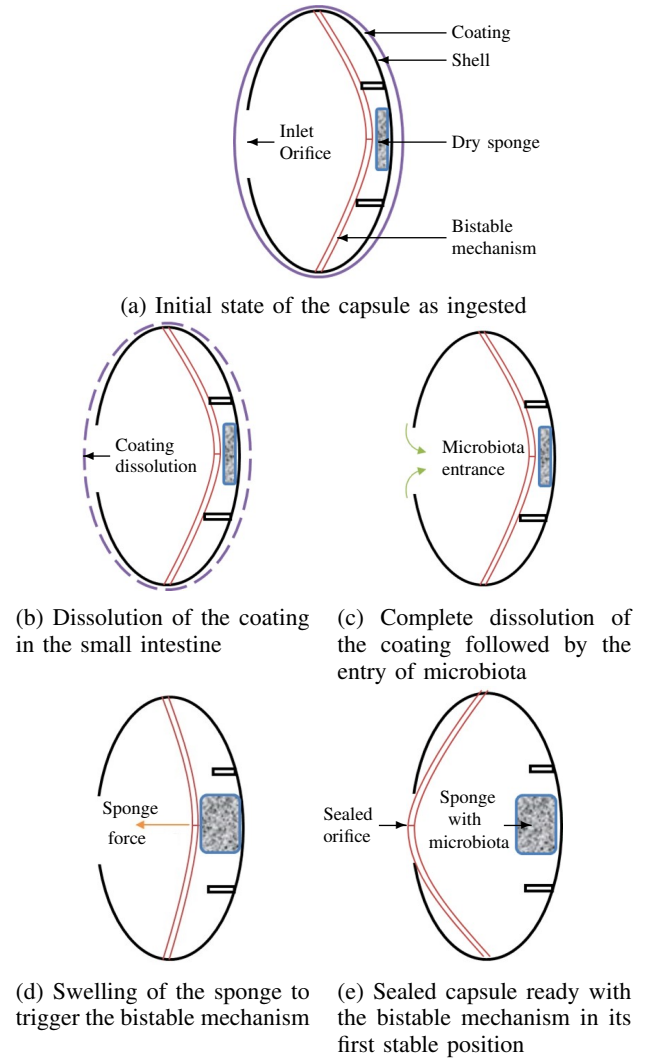 Coating
Shell
Inlet
Orifice
Dry sponge
Bistable
mechanism
(a) Initial state of the capsule as ingested
Coating
dissolution
Microbiota
entrance
(b) Dissolution of the coating
in the small intestine
(c) Complete dissolution of
the coating followed by the
entry of microbiota
Sponge
force
Sealed
orifice
Sponge
with
microbiota
(d) Swelling of the sponge to
trigger the bistable mechanism
(e) Sealed capsule ready with
the bistable mechanism in its
first stable position